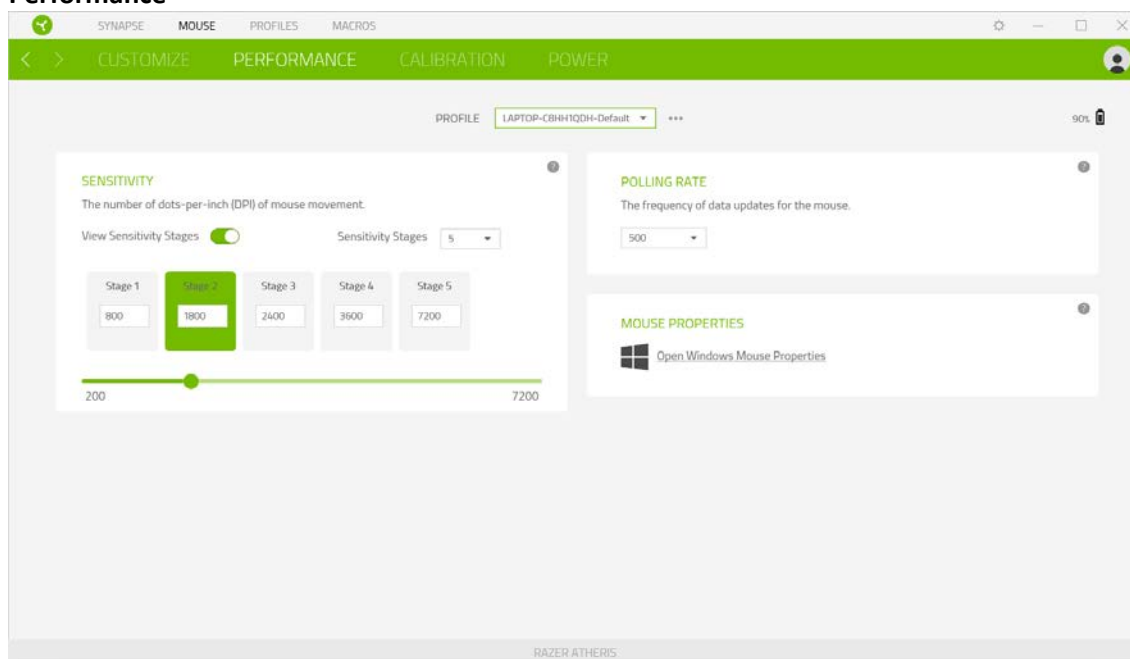 Performance
SYNAPSE MOUSE PROFILES MACROS
CUSTOMIZE PERFORMANCE CALIBRATION POWER
PROFILE LAPTOP-C8HH1QDH-Default
90%
SENSITIVITY
The number of dots-per-inch (DPI) of mouse movement.
View Sensitivity Stages Sensitivity Stages 5
Stage 1 Stage 2 Stage 3 Stage 4 Stage 5
800 1800 2400 3600 7200
200 7200
POLLING RATE
The frequency of data updates for the mouse.
500
MOUSE PROPERTIES
Open Windows Mouse Properties
RAZER ATHERIS